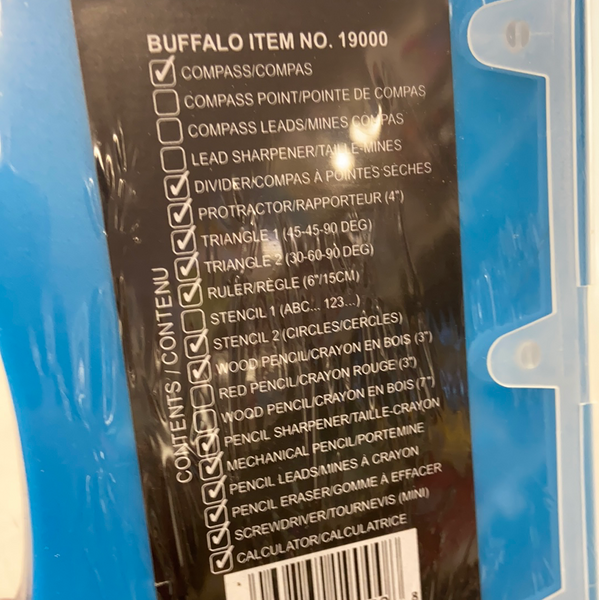 BUFFALO ITEM NO. 19000
COMPASS/COMPAS
COMPASS POINT/POINTE DE COMPAS
COMPASS LEADS/MINES COMPAS
LEAD SHARPENER/TAILLE-MINES
DIVIDER/COMPAS À POINTES SÈCHES
PROTRACTOR/RAPPORTEUR (4")
TRIANGLE 1 (45-45-90 DEG)
TRIANGLE 2 (30-60-90 DEG)
RULER/RÈGLE (6"/15CM)
STENCIL 1 (ABC... 123...)
STENCIL 2 (CIRCLES/CERCLES)
WOOD PENCIL/CRAYON EN BOIS (3")
RED PENCIL/CRAYON ROUGE (3")
WOOD PENCIL/CRAYON EN BOIS (7")
PENCIL SHARPENER/TAILLE-CRAYON
MECHANICAL PENCIL/PORTEMINE
PENCIL LEADS/MINES À CRAYON
PENCIL ERASER/GOMME À EFFACER
SCREWDRIVER/TOURNEVIS (MINI)
CALCULATOR/CALCULATRICE
CONTENTS / CONTENU
8